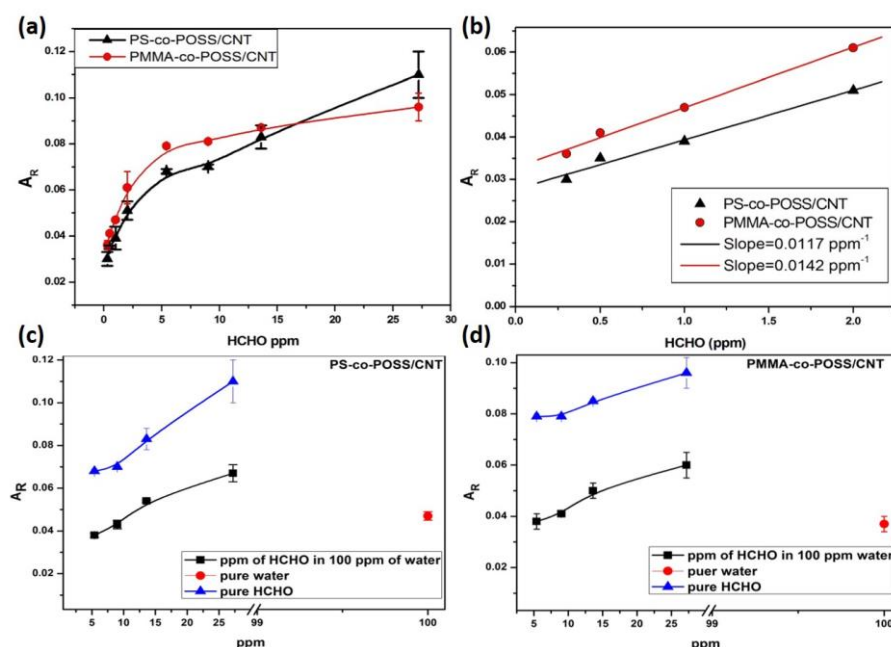 (a)
PS-co-POSS/CNT
PMMA-co-POSS/CNT
0.12
0.10
0.08
0.06
0.04
0.02
A_R
0 5 10 15 20 25 30
HCHO ppm
(b)
0.06
0.05
0.04
0.03
0.02
0.01
0.00
A_R
PS-co-POSS/CNT
PMMA-co-POSS/CNT
Slope=0.0117 ppm⁻¹
Slope=0.0142 ppm⁻¹
0.0 0.5 1.0 1.5 2.0
HCHO (ppm)
(c)
PS-co-POSS/CNT
0.12
0.10
0.08
0.06
0.04
0.02
A_R
ppm of HCHO in 100 ppm of water
pure water
pure HCHO
5 10 15 20 25 99 100
ppm
(d)
PMMA-co-POSS/CNT
0.10
0.08
0.06
0.04
0.02
A_R
ppm of HCHO in 100 ppm water
puer water
pure HCHO
5 10 15 20 25 99 100
ppm